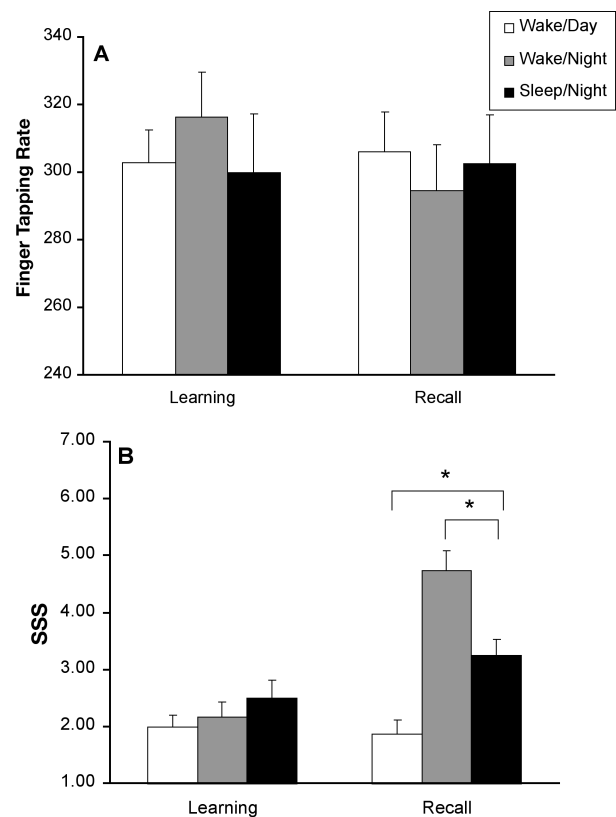 A
Wake/Day
Wake/Night
Sleep/Night
Finger Tapping Rate
340
320
300
280
260
240
Learning
Recall
B
SSS
7.00
6.00
5.00
4.00
3.00
2.00
1.00
*
*
Learning
Recall